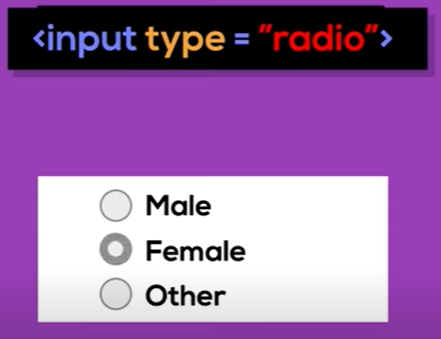 <input type = "radio">
Male
Female
Other